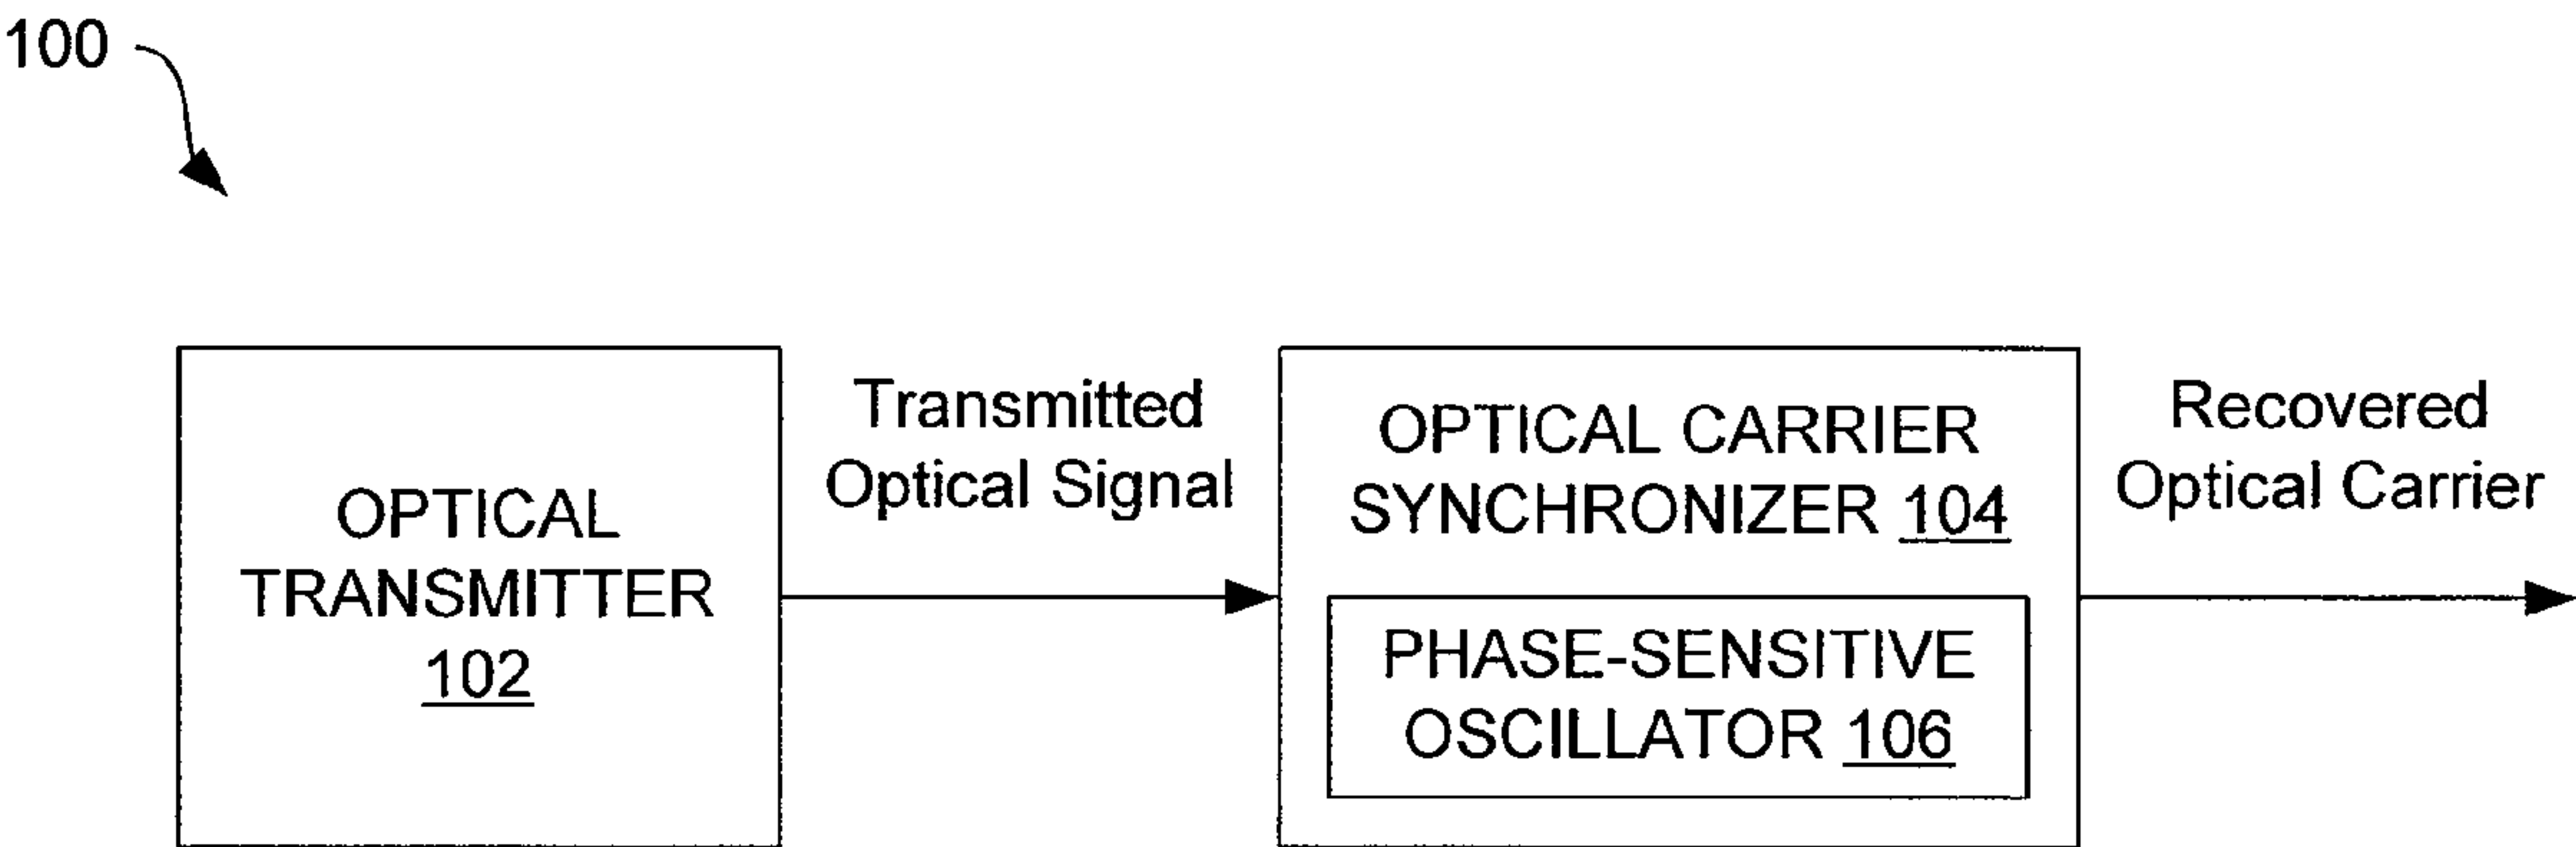 100
OPTICAL
TRANSMITTER
102
Transmitted
Optical Signal
OPTICAL CARRIER
SYNCHRONIZER 104
PHASE-SENSITIVE
OSCILLATOR 106
Recovered
Optical Carrier